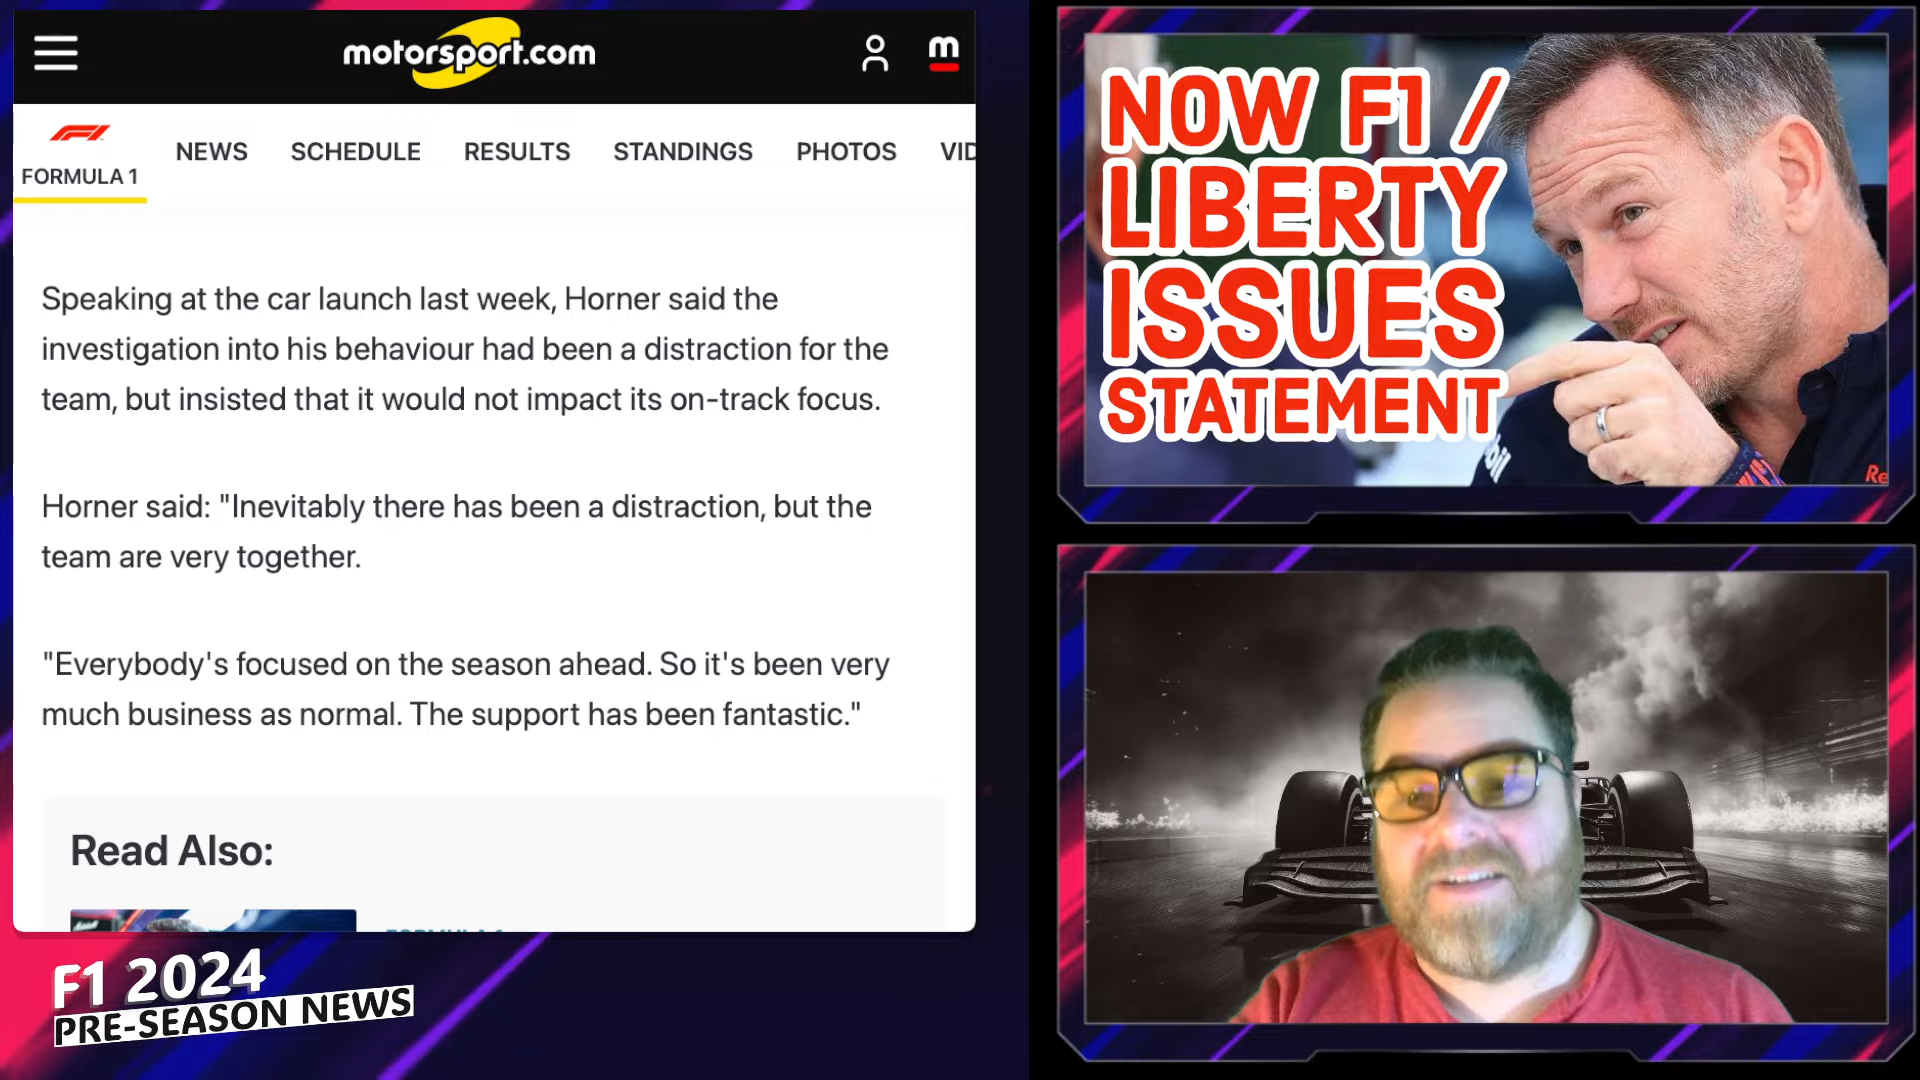 motorsport.com
m
F1
FORMULA 1
NEWS
SCHEDULE
RESULTS
STANDINGS
PHOTOS
VID
Speaking at the car launch last week, Horner said the
investigation into his behaviour had been a distraction for the
team, but insisted that it would not impact its on-track focus.
Horner said: "Inevitably there has been a distraction, but the
team are very together.
"Everybody's focused on the season ahead. So it's been very
much business as normal. The support has been fantastic."
Read Also:
F1 2024
PRE-SEASON NEWS
NOW F1 /
LIBERTY
ISSUES
STATEMENT
Re